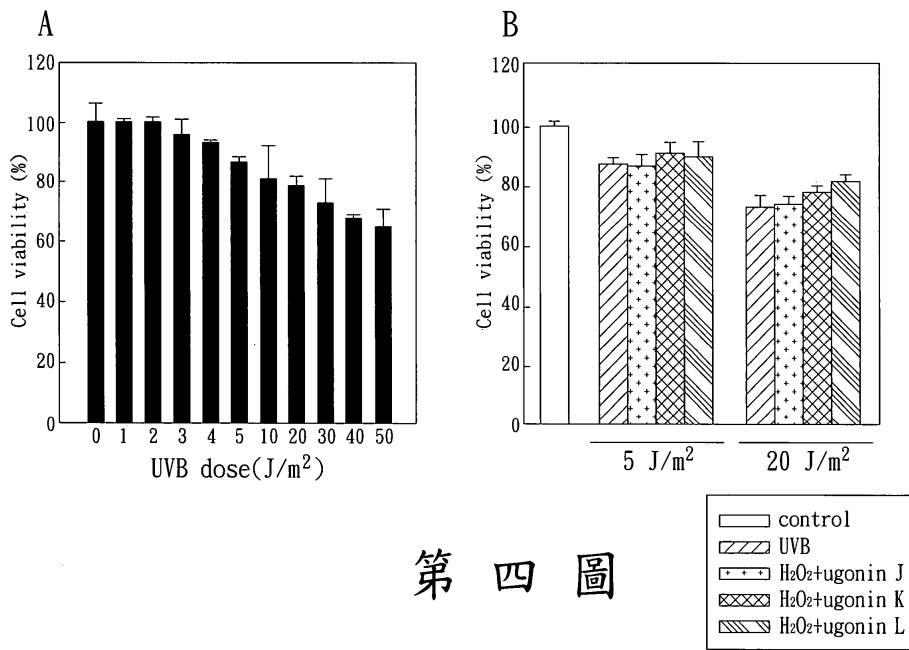 A
120
100
80
60
40
20
0
Cell viability (%)
0 1 2 3 4 5 10 20 30 40 50
UVB dose(J/m²)
B
120
100
80
60
40
20
0
Cell viability (%)
5 J/m²
20 J/m²
control
UVB
H₂O₂+ugonin J
H₂O₂+ugonin K
H₂O₂+ugonin L
第 四 圖